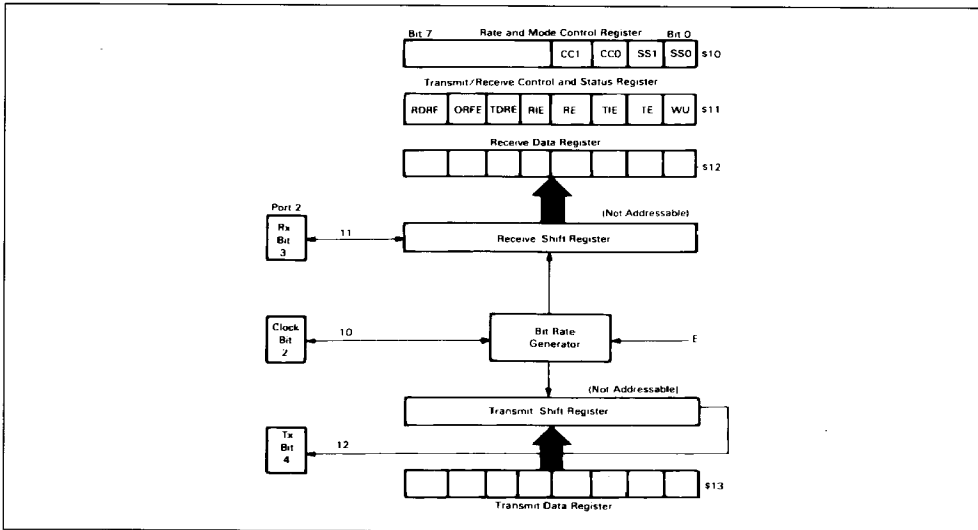 Bit 7 Rate and Mode Control Register Bit 0
CC1 CC0 SS1 SS0 $10
Transmit/Receive Control and Status Register
RDRF ORFE TDRE RIE RE TIE TE WU $11
Receive Data Register
$12
Port 2
(Not Addressable)
Rx
Bit
3
11
Receive Shift Register
Clock
Bit
2
10
Bit Rate
Generator
E
(Not Addressable)
Transmit Shift Register
Tx
Bit
4
12
$13
Transmit Data Register